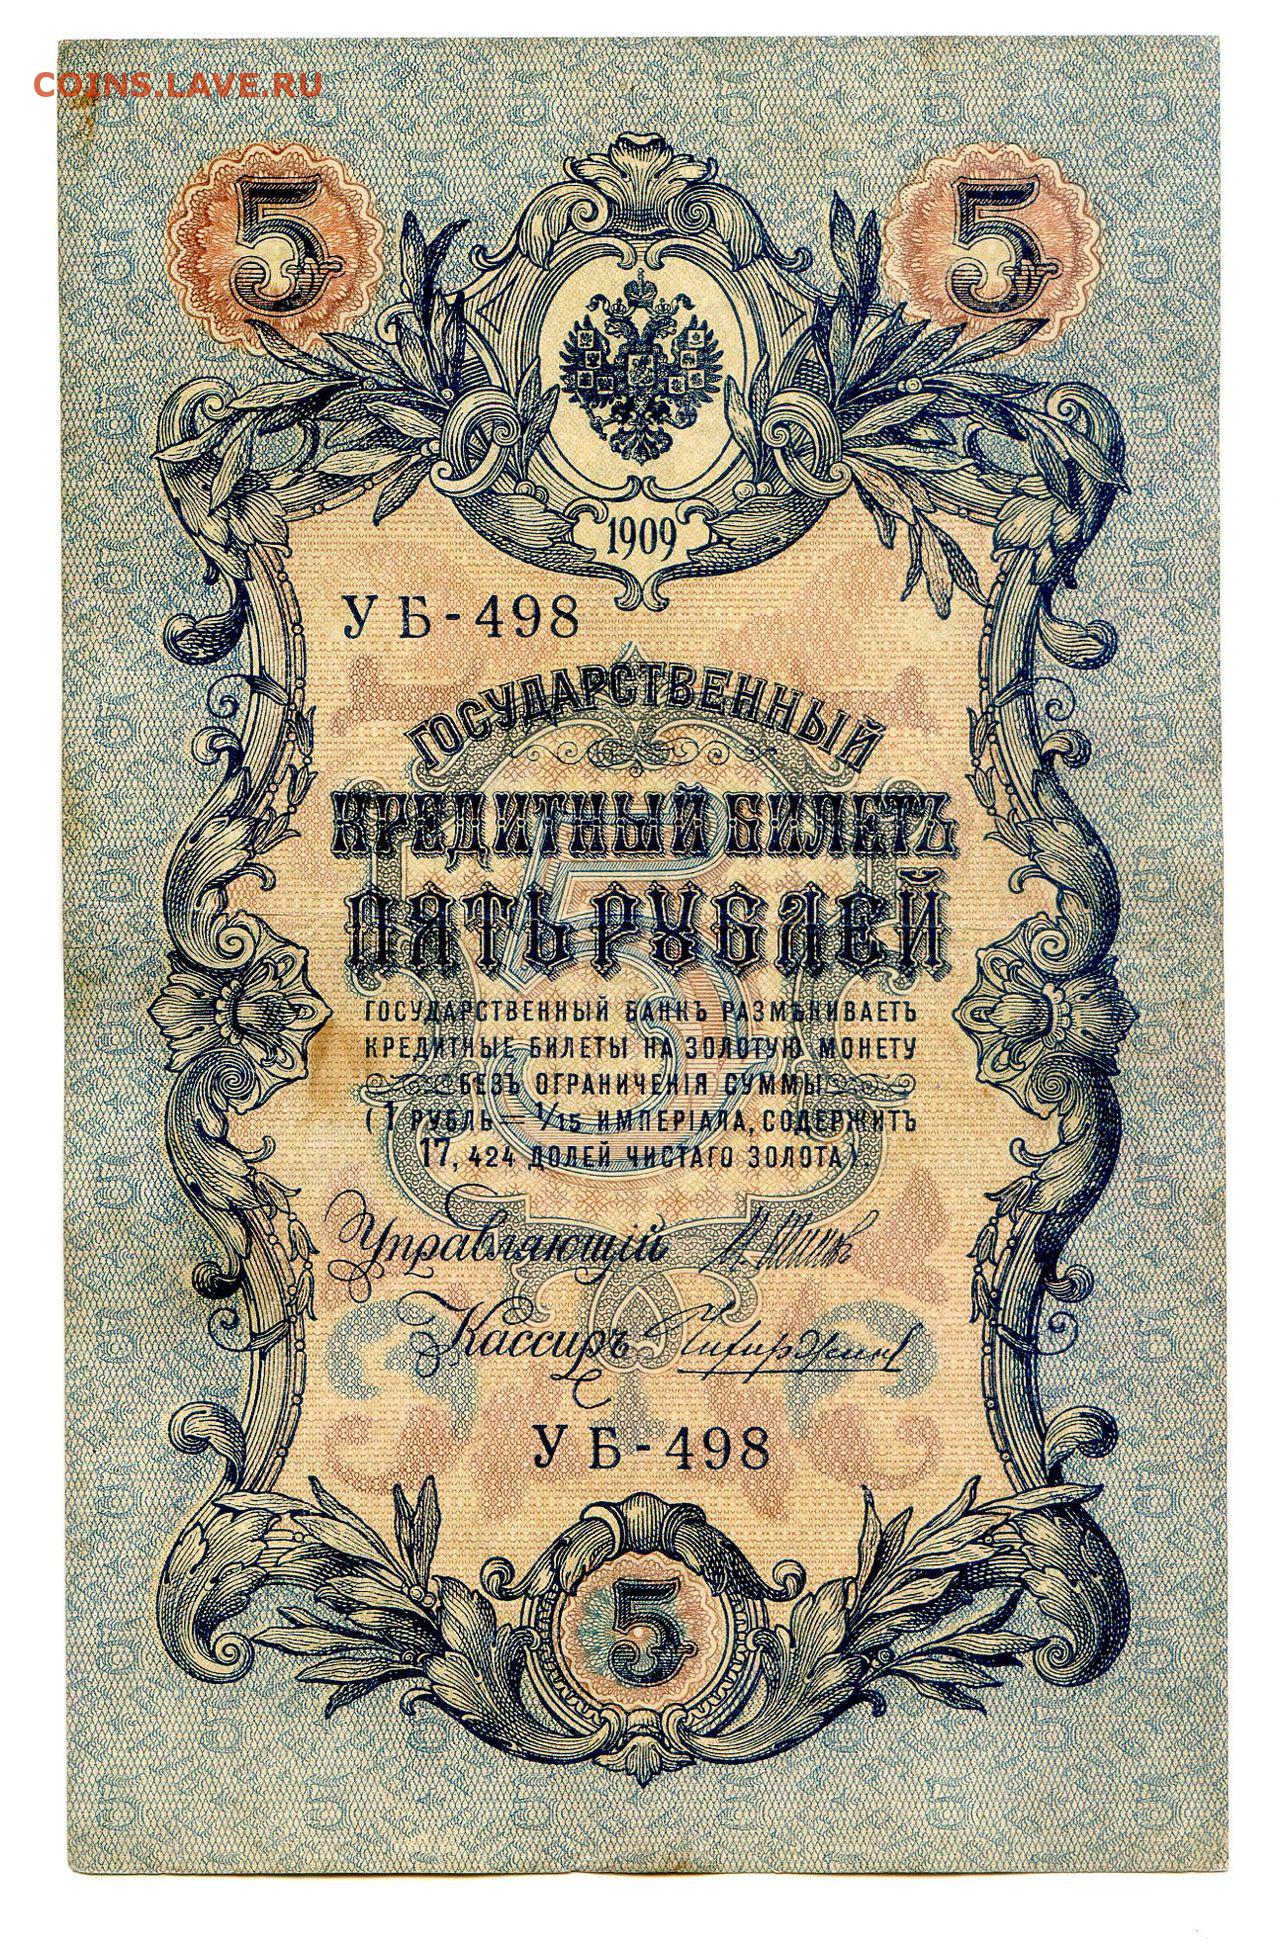 COINS.LAVE.RU
5 5
1909
УБ-498
ГОСУДАРСТВЕННЫЙ
КРЕДИТНЫЙ БИЛЕТЪ
ПЯТЬ РУБЛЕЙ
5
ГОСУДАРСТВЕННЫЙ БАНКЪ РАЗМѢНИВАЕТЪ
КРЕДИТНЫЕ БИЛЕТЫ НА ЗОЛОТУЮ МОНЕТУ
БЕЗЪ ОГРАНИЧЕНІЯ СУММЫ
(1 РУБЛЬ — 1/15 ИМПЕРІАЛА, СОДЕРЖИТЪ
17,424 ДОЛЕЙ ЧИСТАГО ЗОЛОТА).
Управляющій И. Шиповъ
Кассиръ
УБ-498
5